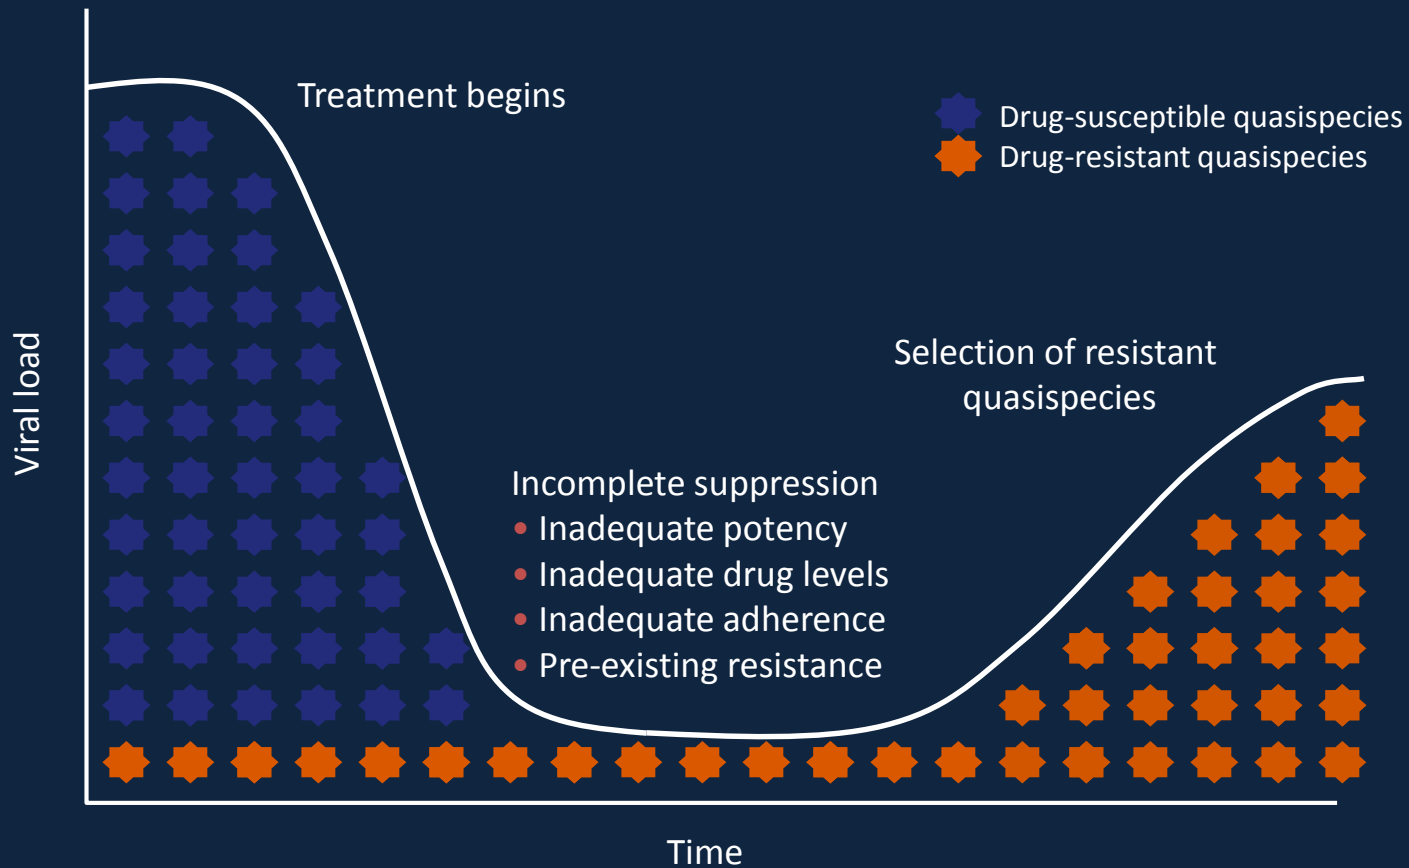 Treatment begins
Drug-susceptible quasispecies
Drug-resistant quasispecies
Viral load
Selection of resistant
quasispecies
Incomplete suppression
• Inadequate potency
• Inadequate drug levels
• Inadequate adherence
• Pre-existing resistance
Time